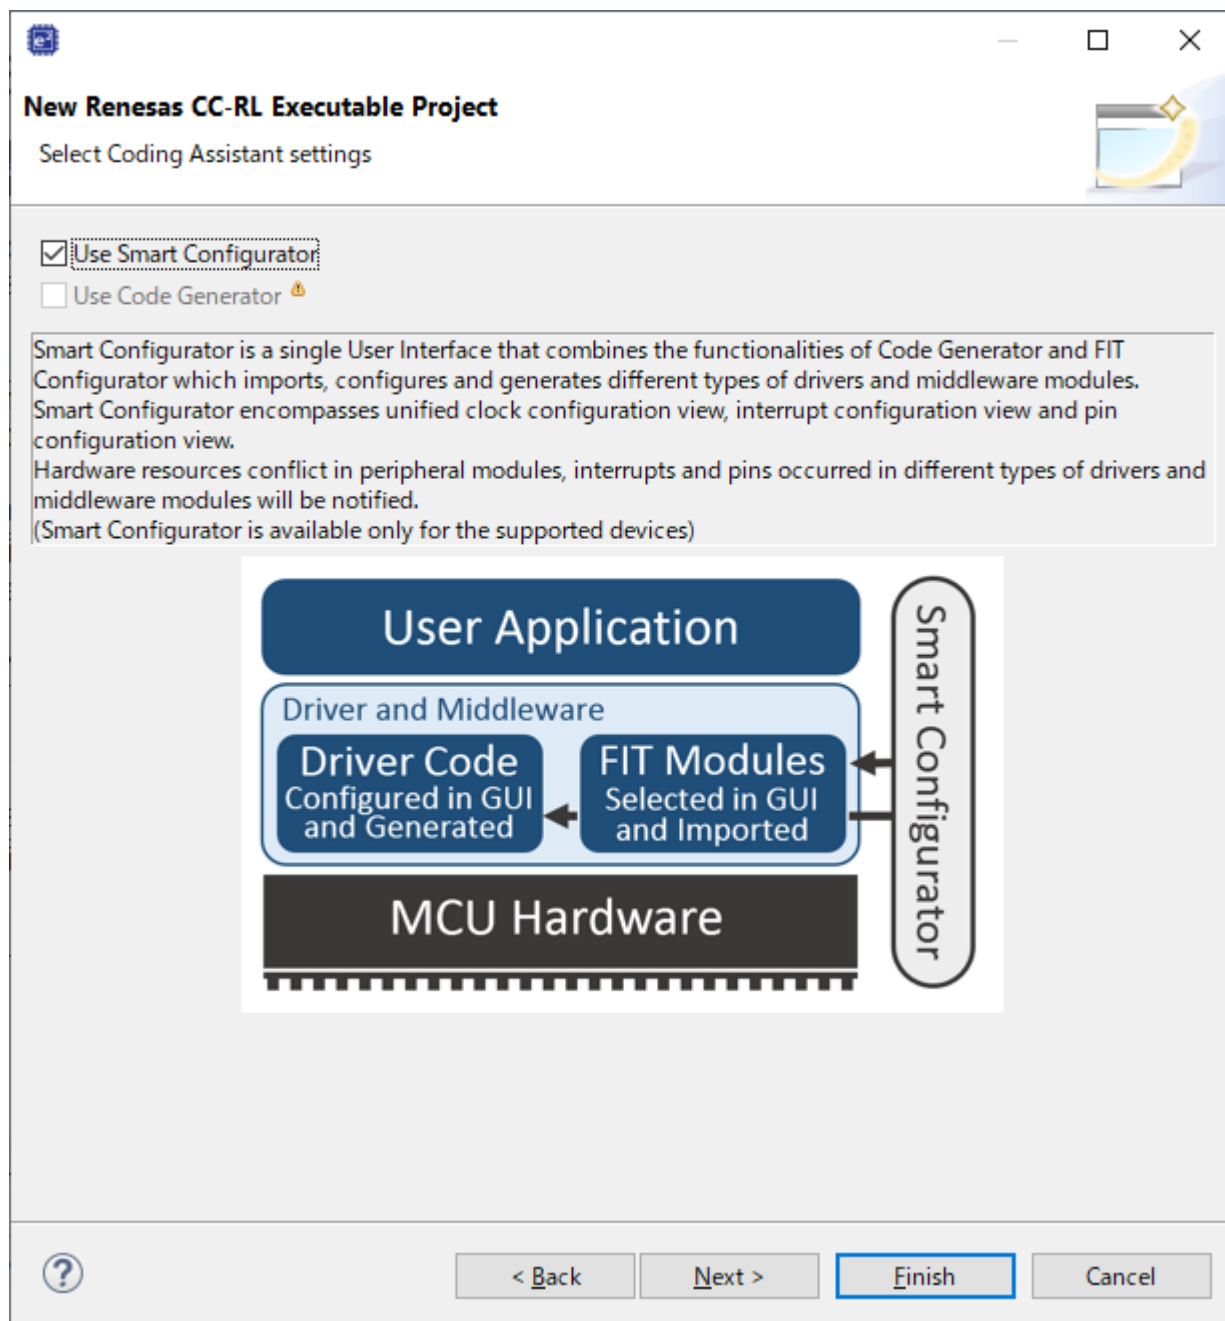 New Renesas CC-RL Executable Project
Select Coding Assistant settings
Use Smart Configurator
Use Code Generator
Smart Configurator is a single User Interface that combines the functionalities of Code Generator and FIT
Configurator which imports, configures and generates different types of drivers and middleware modules.
Smart Configurator encompasses unified clock configuration view, interrupt configuration view and pin
configuration view.
Hardware resources conflict in peripheral modules, interrupts and pins occurred in different types of drivers and
middleware modules will be notified.
(Smart Configurator is available only for the supported devices)
User Application
Driver and Middleware
Driver Code
Configured in GUI
and Generated
FIT Modules
Selected in GUI
and Imported
MCU Hardware
Smart Configurator
< Back
Next >
Finish
Cancel